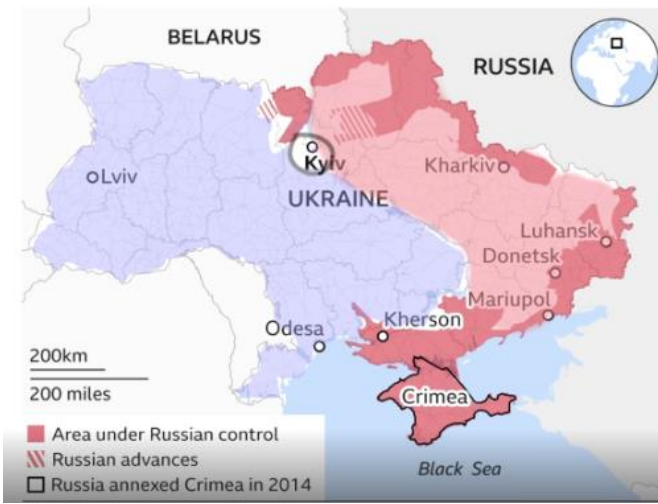 BELARUS
RUSSIA
Kyiv
Lviv
Kharkiv
UKRAINE
Luhansk
Donetsk
Mariupol
Odesa
Kherson
200km
200 miles
Crimea
Area under Russian control
Russian advances
Russia annexed Crimea in 2014
Black Sea